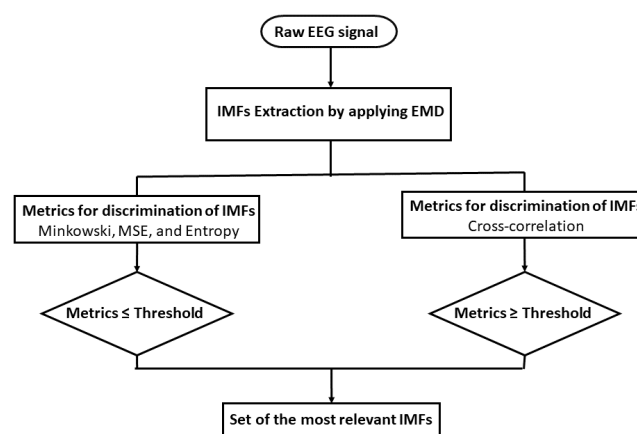 Raw EEG signal
IMFs Extraction by applying EMD
Metrics for discrimination of IMFs
Minkowski, MSE, and Entropy
Metrics for discrimination of IMFs
Cross-correlation
Metrics ≤ Threshold
Metrics ≥ Threshold
Set of the most relevant IMFs